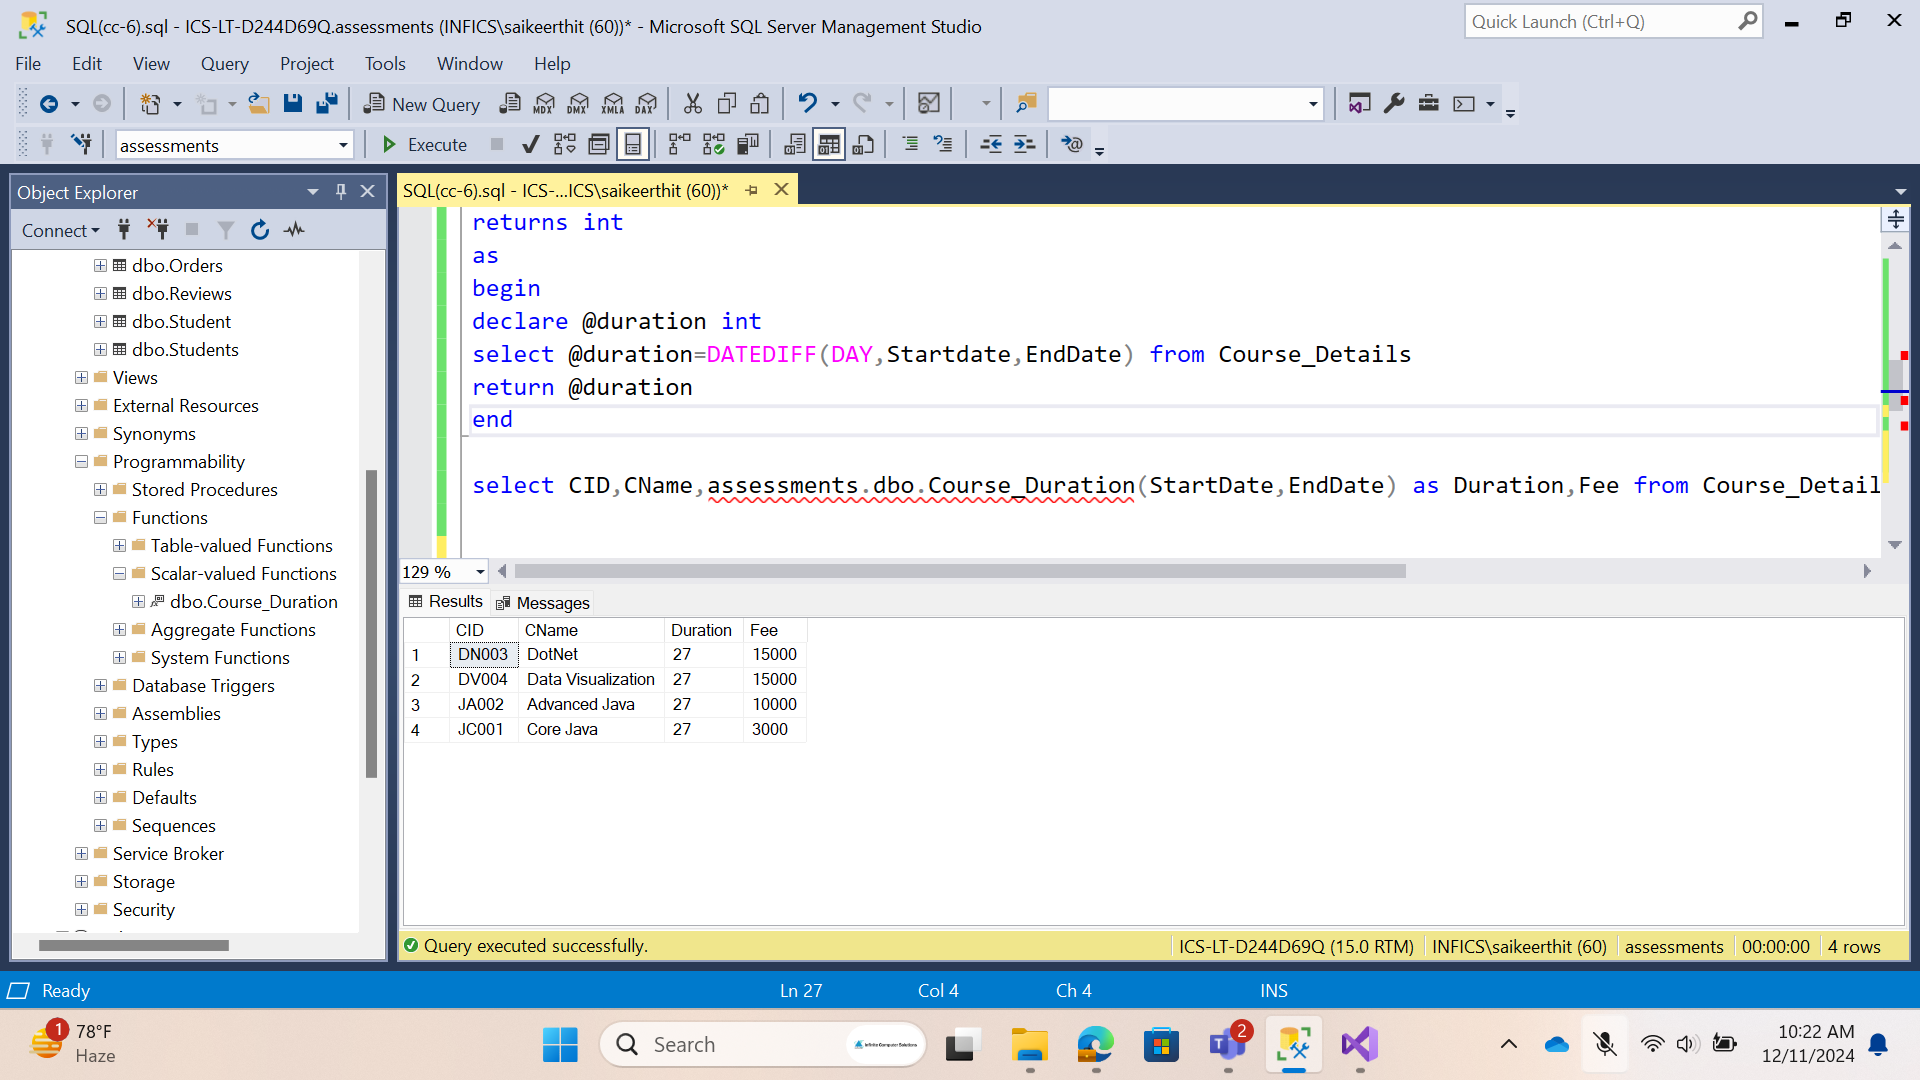 SQL(cc-6).sql - ICS-LT-D244D69Q.assessments (INFICS\saikeerthit (60))* - Microsoft SQL Server Management Studio
Quick Launch (Ctrl+Q)
File Edit View Query Project Tools Window Help
New Query MDX DMX XMLA DAX
assessments Execute
Object Explorer
Connect
dbo.Orders
dbo.Reviews
dbo.Student
dbo.Students
Views
External Resources
Synonyms
Programmability
Stored Procedures
Functions
Table-valued Functions
Scalar-valued Functions
dbo.Course_Duration
Aggregate Functions
System Functions
Database Triggers
Assemblies
Types
Rules
Defaults
Sequences
Service Broker
Storage
Security
SQL(cc-6).sql - ICS-...ICS\saikeerthit (60))*
returns int
as
begin
declare @duration int
select @duration=DATEDIFF(DAY,Startdate,EndDate) from Course_Details
return @duration
end
select CID,CName,assessments.dbo.Course_Duration(StartDate,EndDate) as Duration,Fee from Course_Detail
129 %
Results Messages
CID CName Duration Fee
1 DN003 DotNet 27 15000
2 DV004 Data Visualization 27 15000
3 JA002 Advanced Java 27 10000
4 JC001 Core Java 27 3000
Query executed successfully. ICS-LT-D244D69Q (15.0 RTM) INFICS\saikeerthit (60) assessments 00:00:00 4 rows
Ready Ln 27 Col 4 Ch 4 INS
1 78°F
Haze
Search
Infinite Computer Solutions
2
10:22 AM
12/11/2024